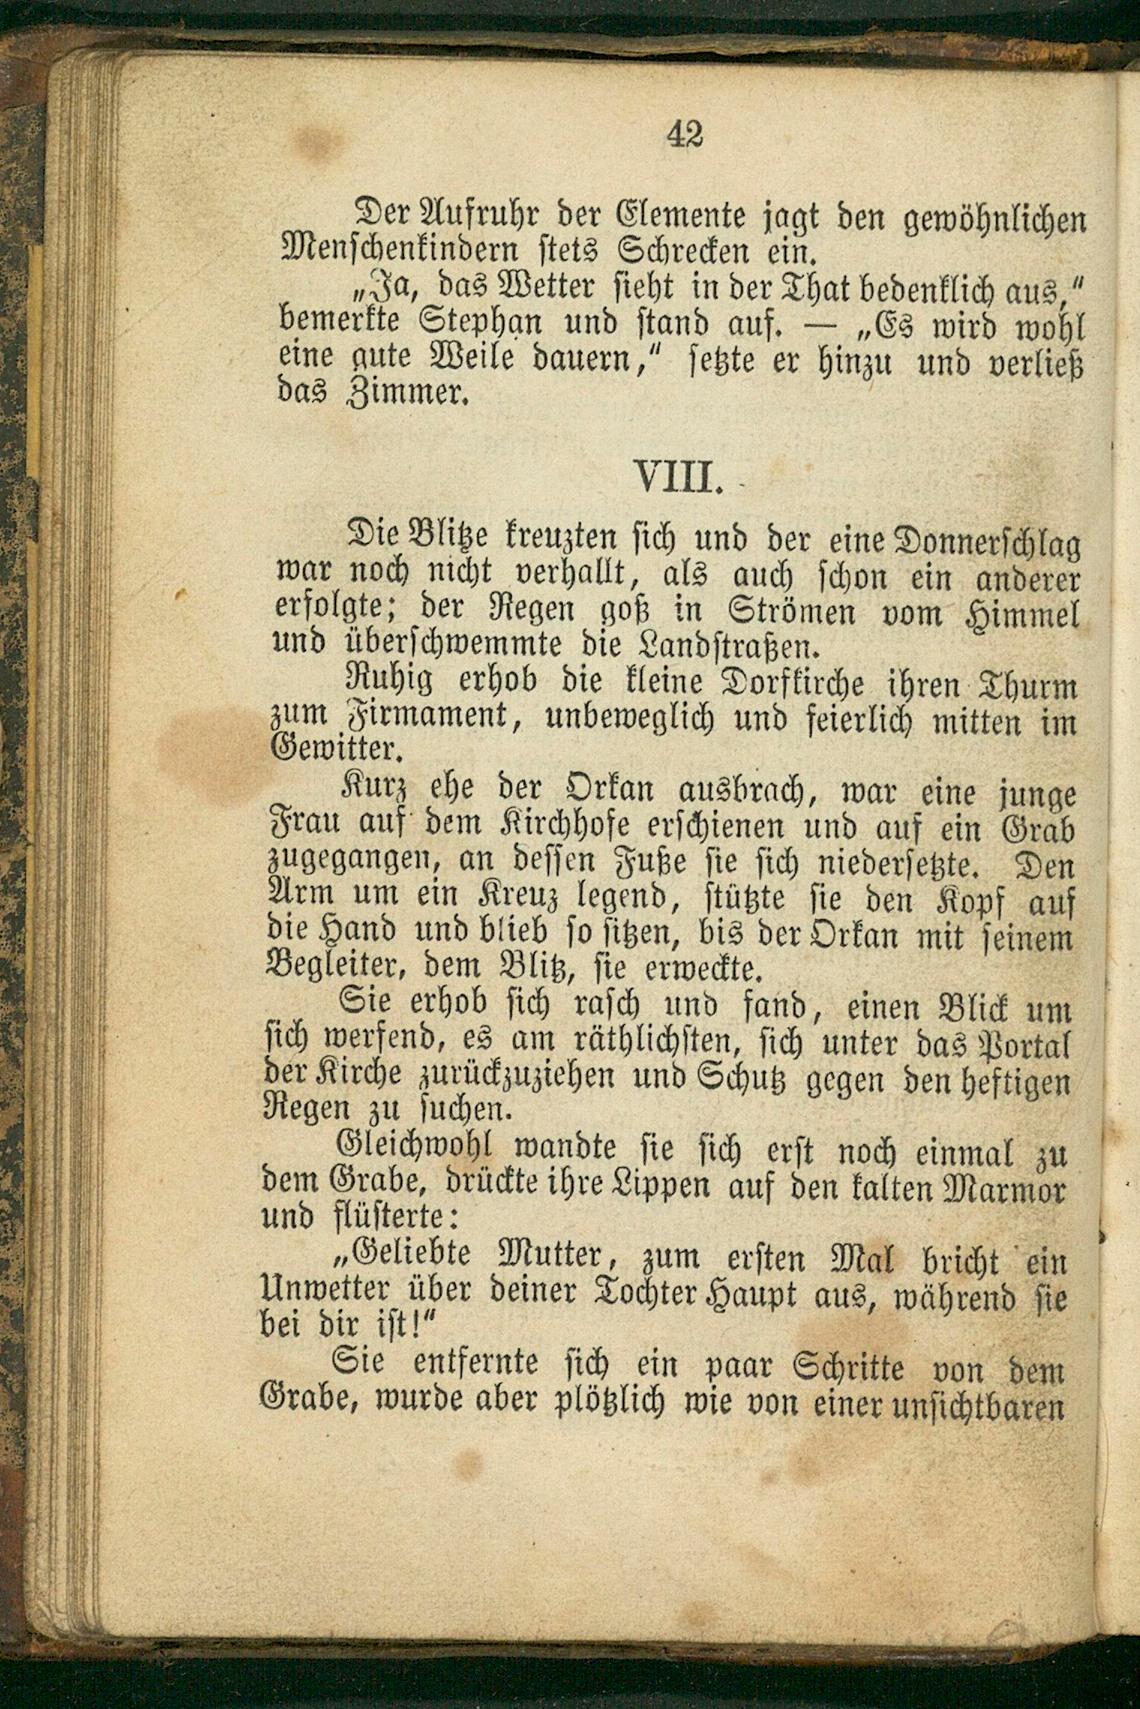 42
Der Aufruhr der Elemente jagt den gewöhnlichen
Menschenkindern stets Schrecken ein.
„Ja, das Wetter sieht in der That bedenklich aus,“
bemerkte Stephan und stand auf. — „Es wird wohl
eine gute Weile dauern,“ setzte er hinzu und verließ
das Zimmer.
VIII.
Die Blitze kreuzten sich und der eine Donnerschlag
war noch nicht verhallt, als auch schon ein anderer
erfolgte; der Regen goß in Strömen vom Himmel
und überschwemmte die Landstraßen.
Ruhig erhob die kleine Dorfkirche ihren Thurm
zum Firmament, unbeweglich und feierlich mitten im
Gewitter.
Kurz ehe der Orkan ausbrach, war eine junge
Frau auf dem Kirchhofe erschienen und auf ein Grab
zugegangen, an dessen Fuße sie sich niedersetzte. Den
Arm um ein Kreuz legend, stützte sie den Kopf auf
die Hand und blieb so sitzen, bis der Orkan mit seinem
Begleiter, dem Blitz, sie erweckte.
Sie erhob sich rasch und fand, einen Blick um
sich werfend, es am räthlichsten, sich unter das Portal
der Kirche zurückzuziehen und Schutz gegen den heftigen
Regen zu suchen.
Gleichwohl wandte sie sich erst noch einmal zu
dem Grabe, drückte ihre Lippen auf den kalten Marmor
und flüsterte:
„Geliebte Mutter, zum ersten Mal bricht ein
Unwetter über deiner Tochter Haupt aus, während sie
bei dir ist!“
Sie entfernte sich ein paar Schritte von dem
Grabe, wurde aber plötzlich wie von einer unsichtbaren